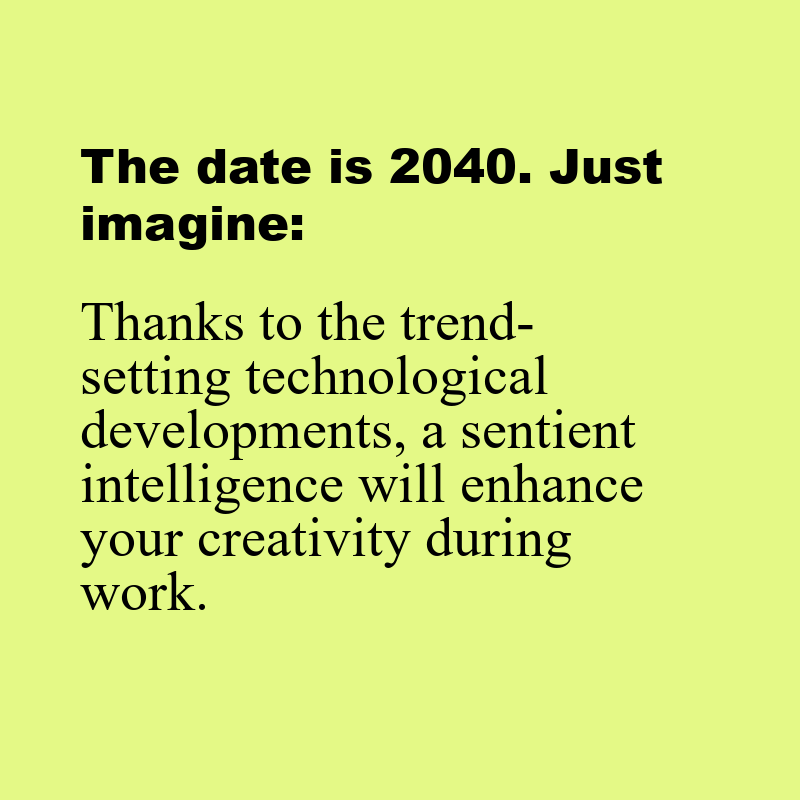 The date is 2040. Just
imagine:
Thanks to the trend-
setting technological
developments, a sentient
intelligence will enhance
your creativity during
work.